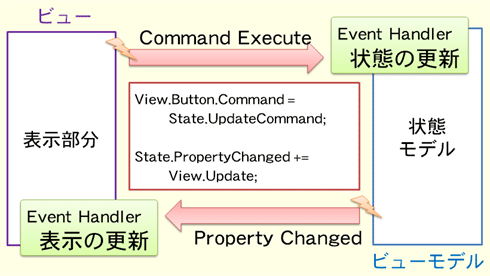 ビュー
Command Execute
Event Handler
状態の更新
View.Button.Command =
State.UpdateCommand;
State.PropertyChanged +=
View.Update;
表示部分
状態
モデル
Event Handler
表示の更新
Property Changed
ビューモデル